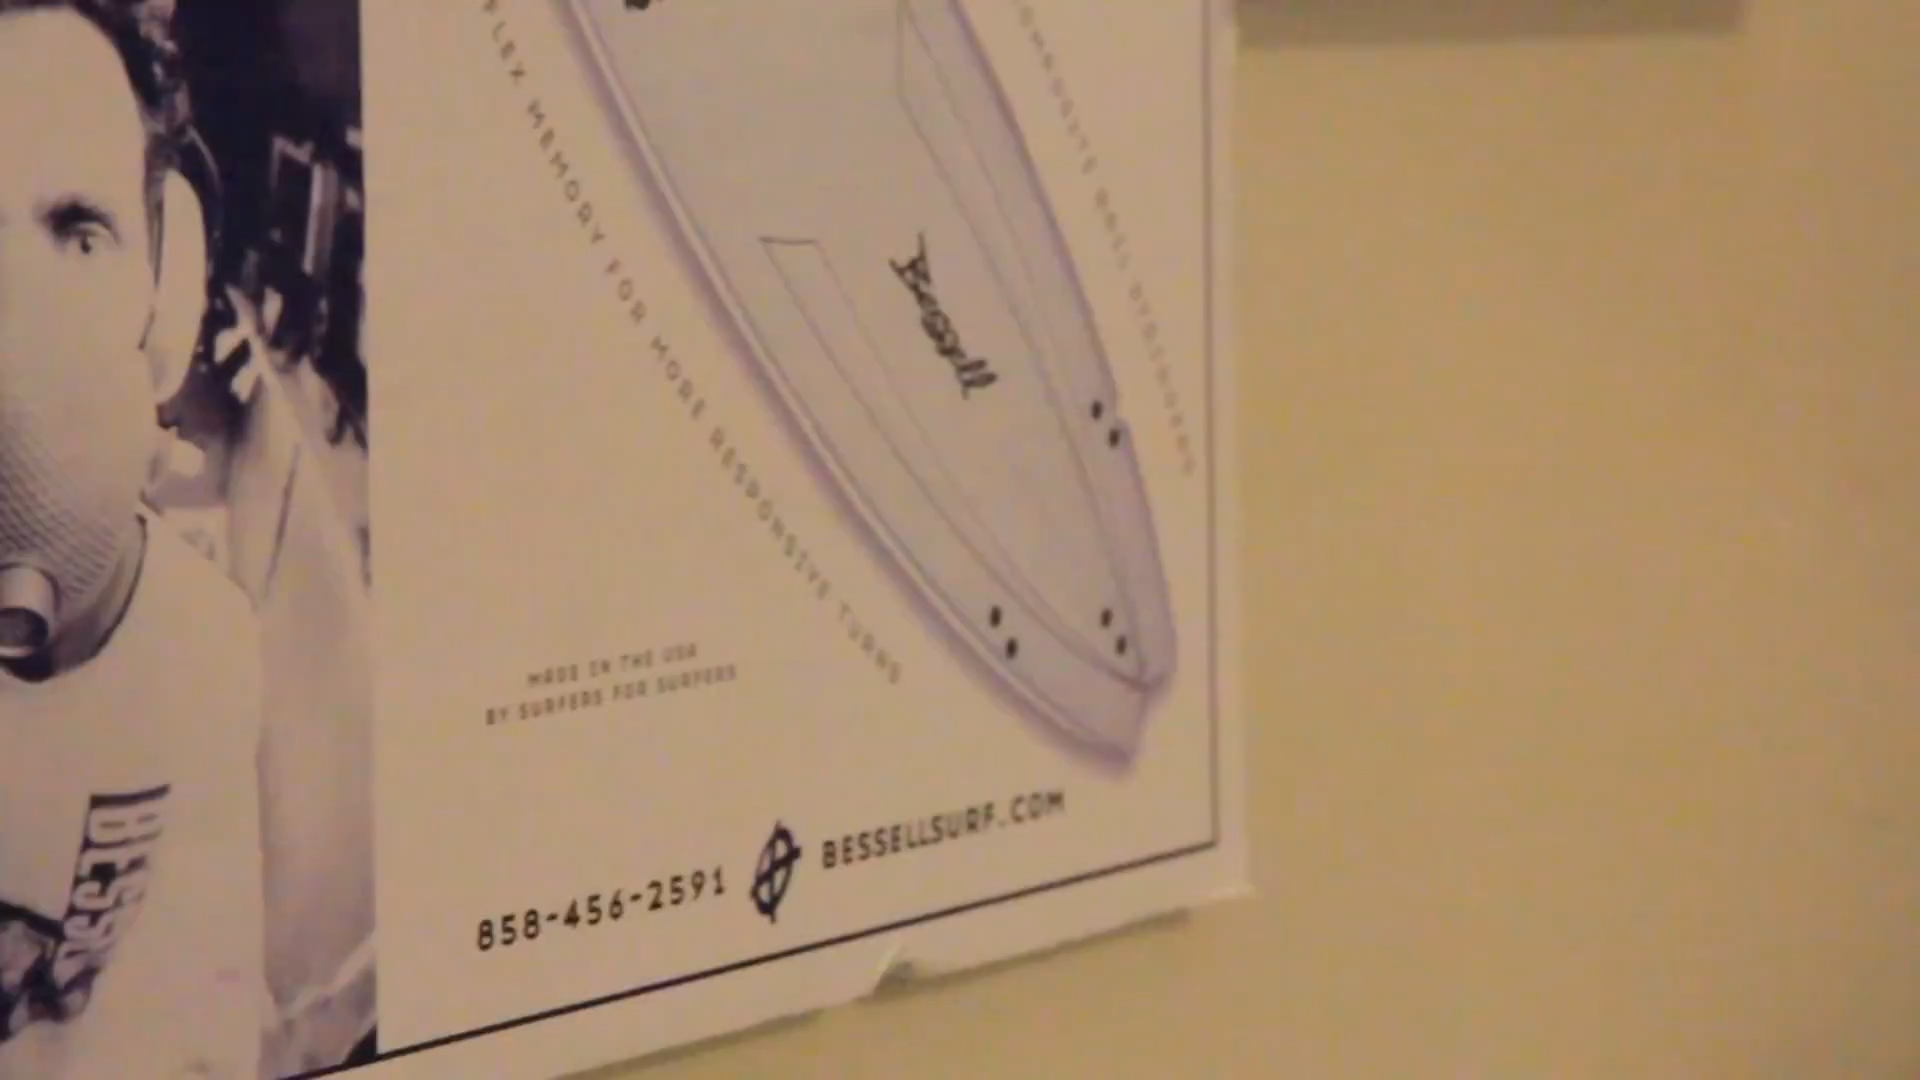 FLEX MEMORY FOR MORE RESPONSIVE TURNS
Bessell
MADE IN THE USA
BY SURFERS FOR SURFERS
858-456-2591 BESSELLSURF.COM